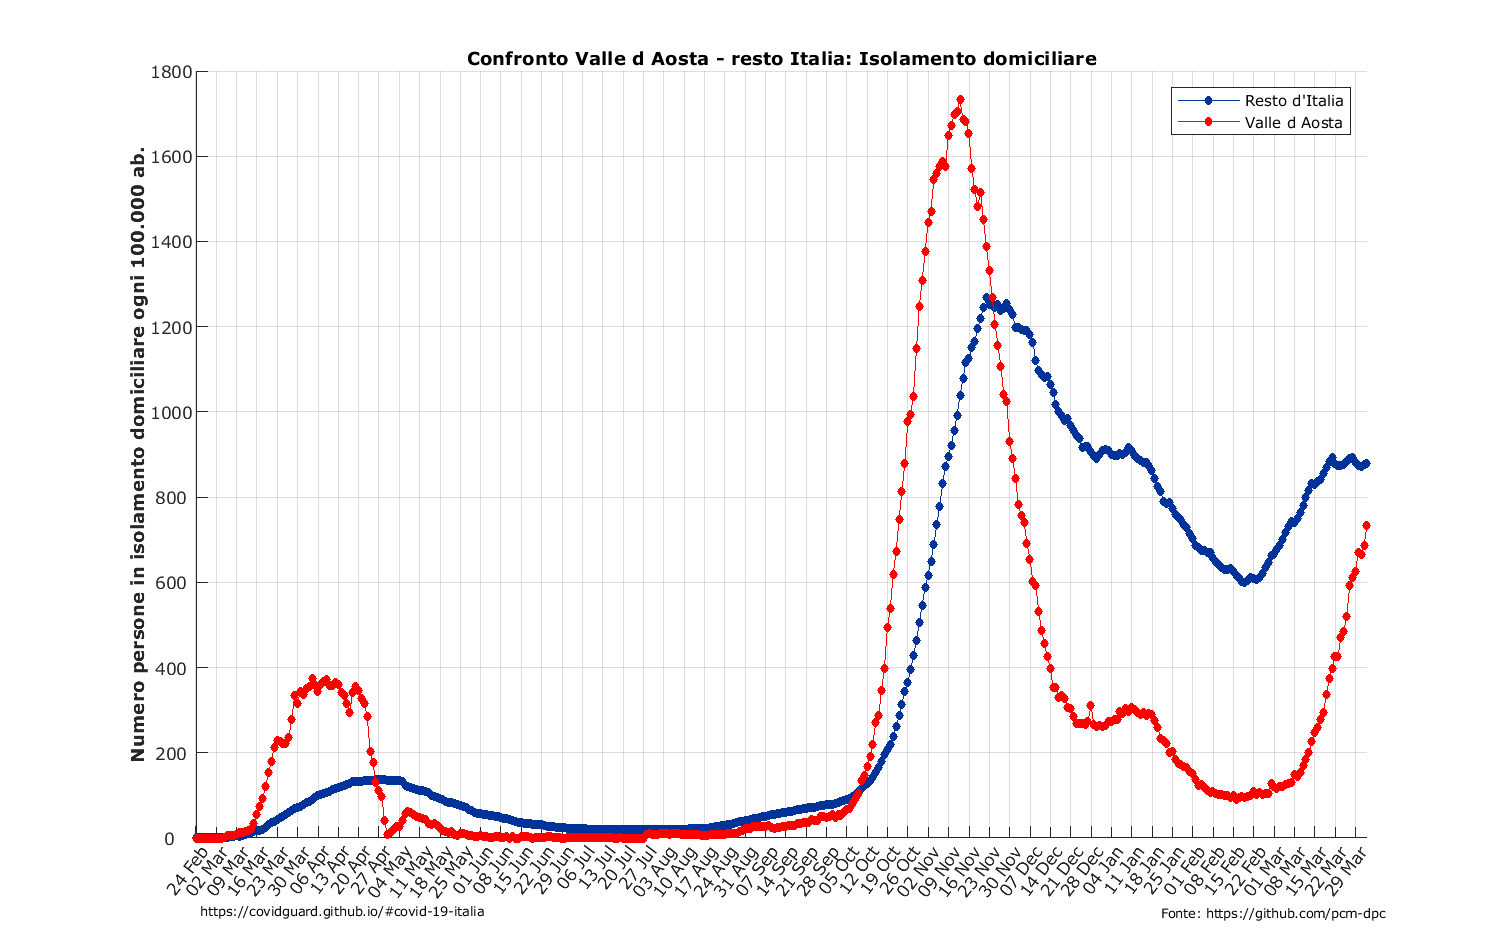 Confronto Valle d Aosta - resto Italia: Isolamento domiciliare
Numero persone in isolamento domiciliare ogni 100.000 ab.
1800
1600
1400
1200
1000
800
600
400
200
0
Resto d'Italia
Valle d Aosta
24 Feb
02 Mar
09 Mar
16 Mar
23 Mar
30 Mar
06 Apr
13 Apr
20 Apr
27 Apr
04 May
11 May
18 May
25 May
01 Jun
08 Jun
15 Jun
22 Jun
29 Jun
06 Jul
13 Jul
20 Jul
27 Jul
03 Aug
10 Aug
17 Aug
24 Aug
31 Aug
07 Sep
14 Sep
21 Sep
28 Sep
05 Oct
12 Oct
19 Oct
26 Oct
02 Nov
09 Nov
16 Nov
23 Nov
30 Nov
07 Dec
14 Dec
21 Dec
28 Dec
04 Jan
11 Jan
18 Jan
25 Jan
01 Feb
08 Feb
15 Feb
22 Feb
01 Mar
08 Mar
15 Mar
22 Mar
29 Mar
https://covidguard.github.io/#covid-19-italia
Fonte: https://github.com/pcm-dpc